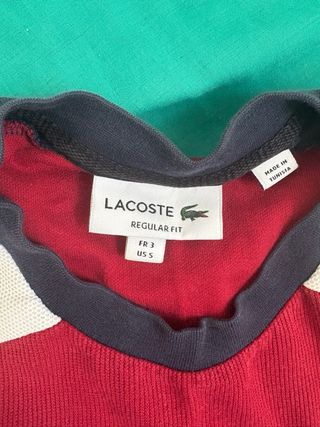 LACOSTE
REGULAR FIT
FR 3
US S
MADE IN
TUNISIA